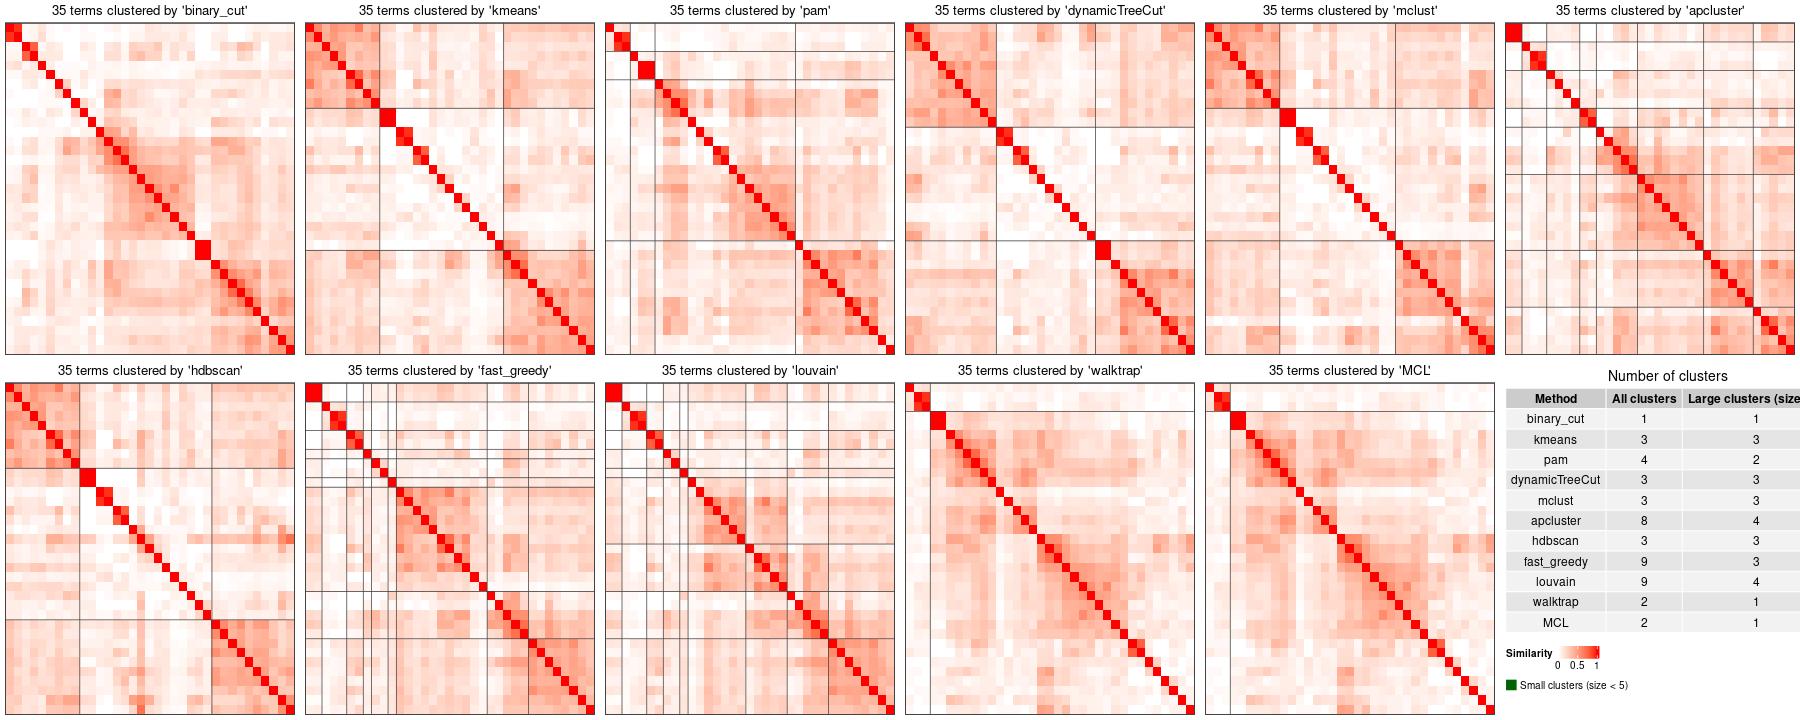 35 terms clustered by 'binary_cut'
35 terms clustered by 'kmeans'
35 terms clustered by 'pam'
35 terms clustered by 'dynamicTreeCut'
35 terms clustered by 'mclust'
35 terms clustered by 'apcluster'
35 terms clustered by 'hdbscan'
35 terms clustered by 'fast_greedy'
35 terms clustered by 'louvain'
35 terms clustered by 'walktrap'
35 terms clustered by 'MCL'
Number of clusters
Method All clusters Large clusters (size
binary_cut 1 1
kmeans 3 3
pam 4 2
dynamicTreeCut 3 3
mclust 3 3
apcluster 8 4
hdbscan 3 3
fast_greedy 9 3
louvain 9 4
walktrap 2 1
MCL 2 1
Similarity
0 0.5 1
Small clusters (size < 5)